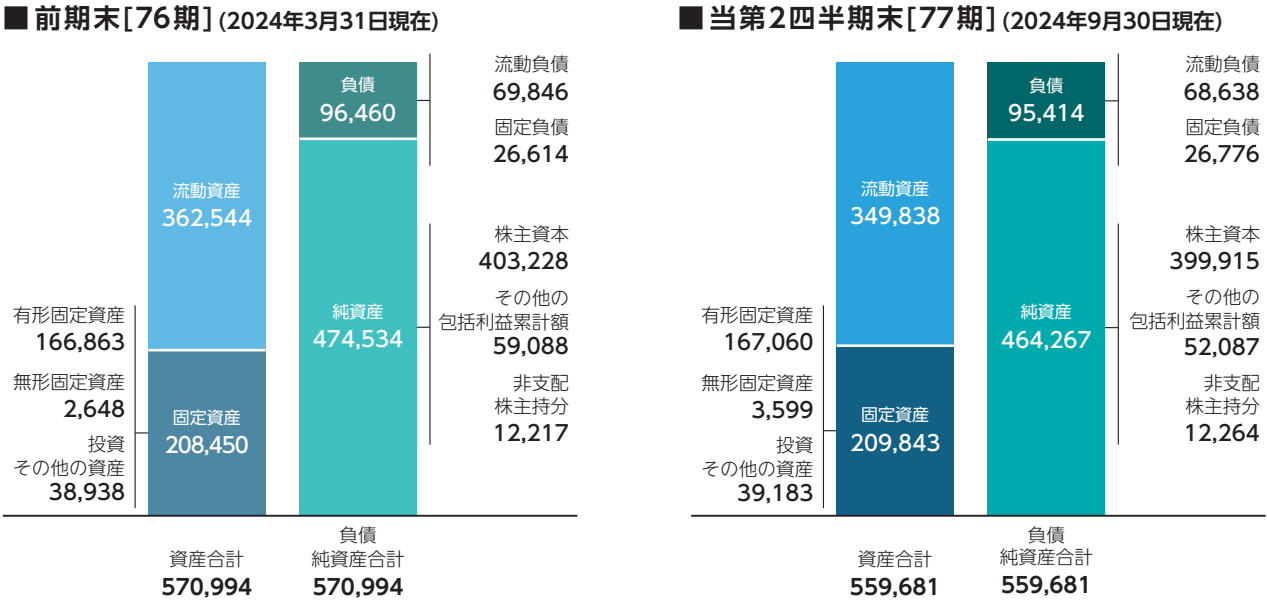 ■ 前期末[76期] (2024年3月31日現在)
流動資産
362,544
固定資産
208,450
有形固定資産
166,863
無形固定資産
2,648
投資
その他の資産
38,938
資産合計
570,994
負債
96,460
純資産
474,534
流動負債
69,846
固定負債
26,614
株主資本
403,228
その他の
包括利益累計額
59,088
非支配
株主持分
12,217
負債
純資産合計
570,994
■ 当第2四半期末[77期] (2024年9月30日現在)
流動資産
349,838
固定資産
209,843
有形固定資産
167,060
無形固定資産
3,599
投資
その他の資産
39,183
資産合計
559,681
負債
95,414
純資産
464,267
流動負債
68,638
固定負債
26,776
株主資本
399,915
その他の
包括利益累計額
52,087
非支配
株主持分
12,264
負債
純資産合計
559,681